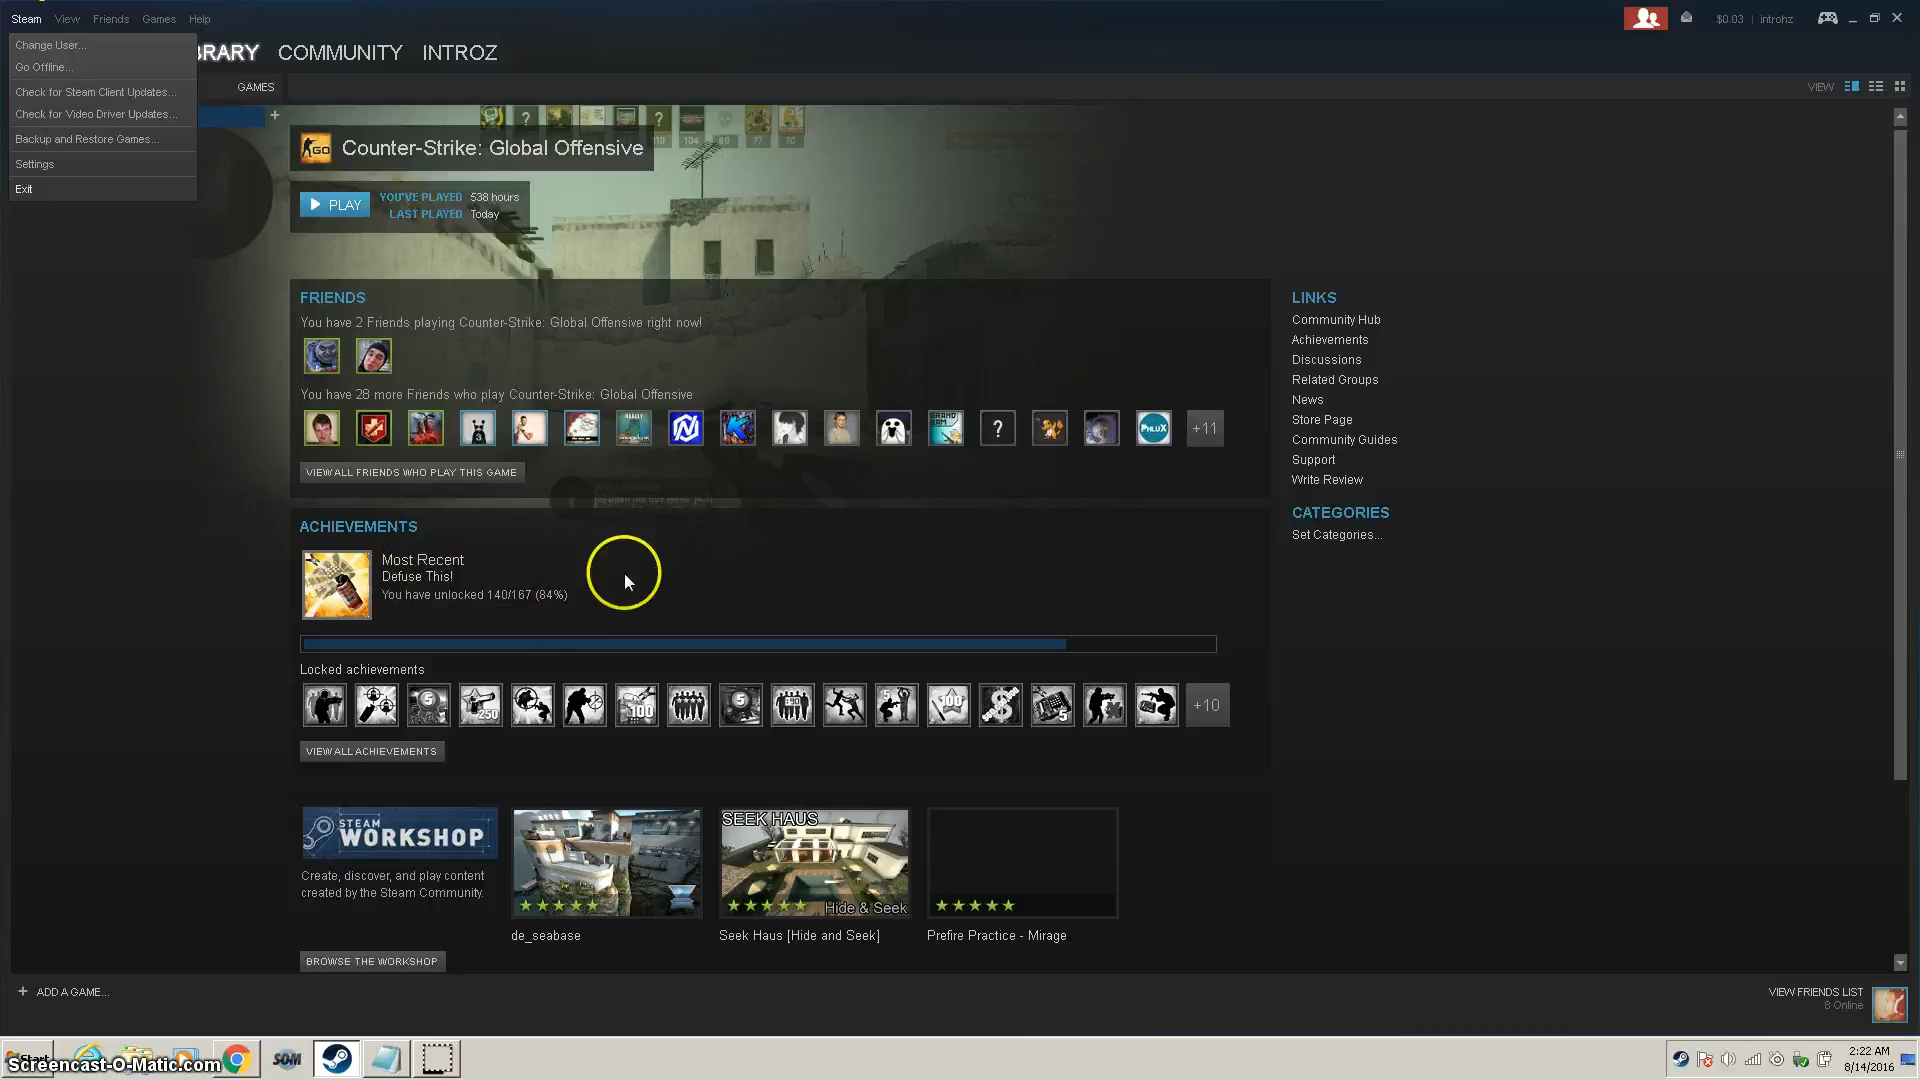 Steam View Friends Games Help
$0.03 | introhz
Change User...
Go Offline...
Check for Steam Client Updates...
Check for Video Driver Updates...
Backup and Restore Games...
Settings
Exit
BRARY COMMUNITY INTROZ
GAMES
VIEW
GO
Counter-Strike: Global Offensive
PLAY
YOU'VE PLAYED 538 hours
LAST PLAYED Today
FRIENDS
You have 2 Friends playing Counter-Strike: Global Offensive right now!
You have 28 more Friends who play Counter-Strike: Global Offensive
PHLUX
+11
VIEW ALL FRIENDS WHO PLAY THIS GAME
ACHIEVEMENTS
Most Recent
Defuse This!
You have unlocked 140/167 (84%)
Locked achievements
+10
VIEW ALL ACHIEVEMENTS
LINKS
Community Hub
Achievements
Discussions
Related Groups
News
Store Page
Community Guides
Support
Write Review
CATEGORIES
Set Categories...
STEAM
WORKSHOP
Create, discover, and play content
created by the Steam Community.
BROWSE THE WORKSHOP
de_seabase
SEEK HAUS
Hide & Seek
Seek Haus [Hide and Seek]
Prefire Practice - Mirage
+ ADD A GAME...
VIEW FRIENDS LIST
8 Online
Start
Screencast-O-Matic.com
SOM
2:22 AM
8/14/2016